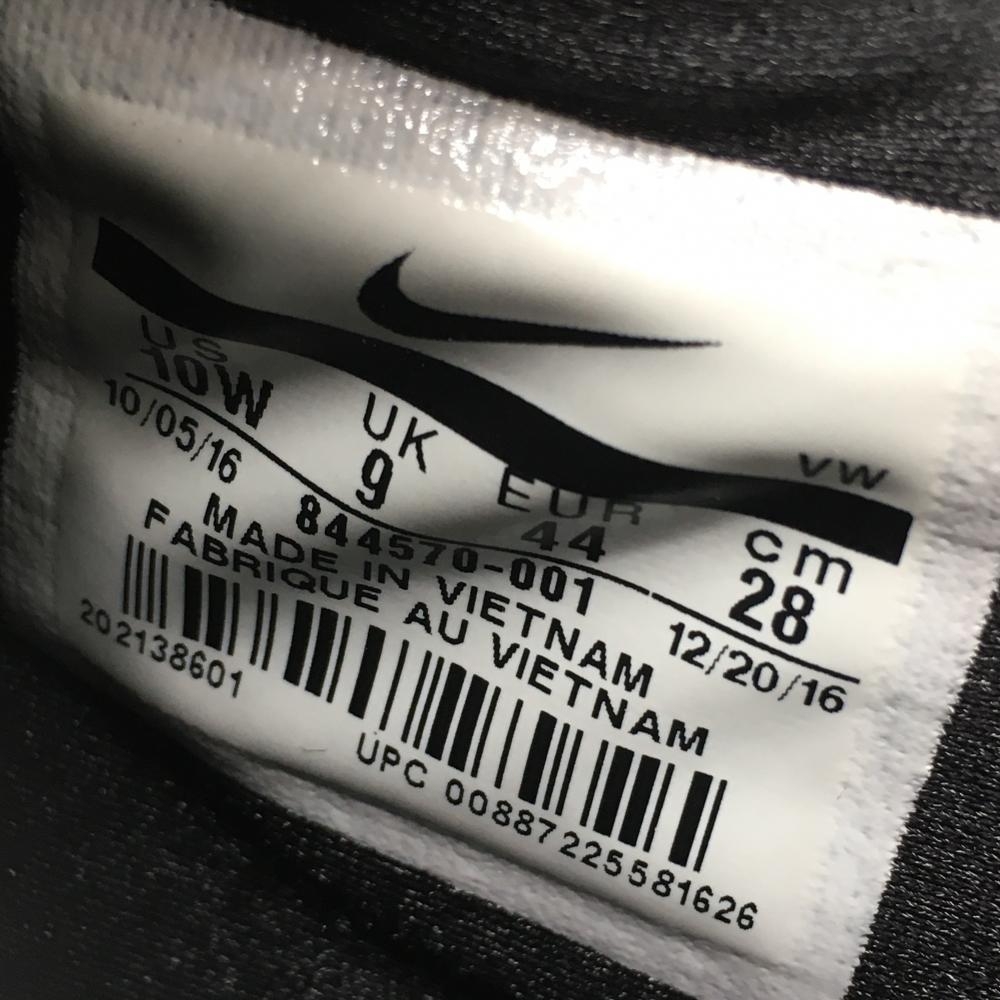 VW
US UK EUR cm
10W 9 44 28
10/05/16 844570-001 12/20/16
MADE IN VIETNAM
FABRIQUE AU VIETNAM
202138601
UPC 00887225581626